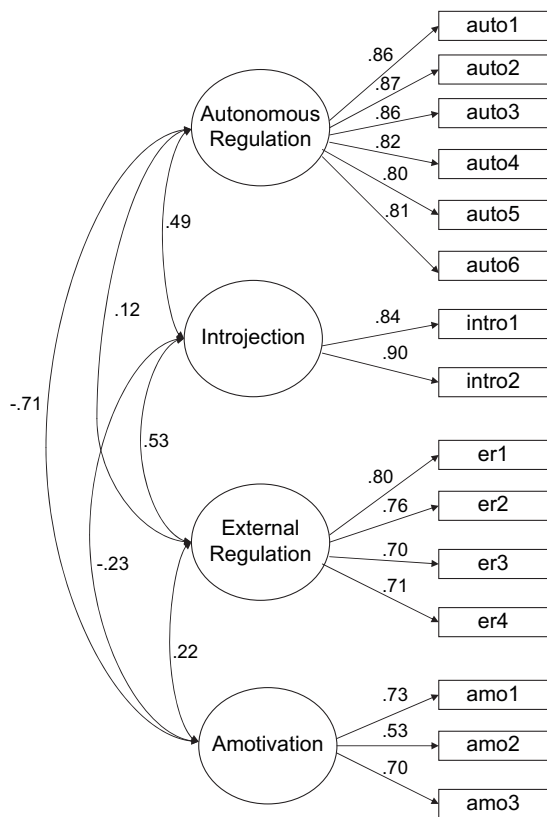 auto1
.86
auto2
.87
Autonomous
Regulation
.86
auto3
.82
auto4
.80
auto5
.81
auto6
.49
.12
Introjection
.84
intro1
.90
intro2
-.71
.53
er1
.80
.76
er2
External
Regulation
.70
er3
.71
er4
-.23
.22
amo1
.73
Amotivation
.53
amo2
.70
amo3